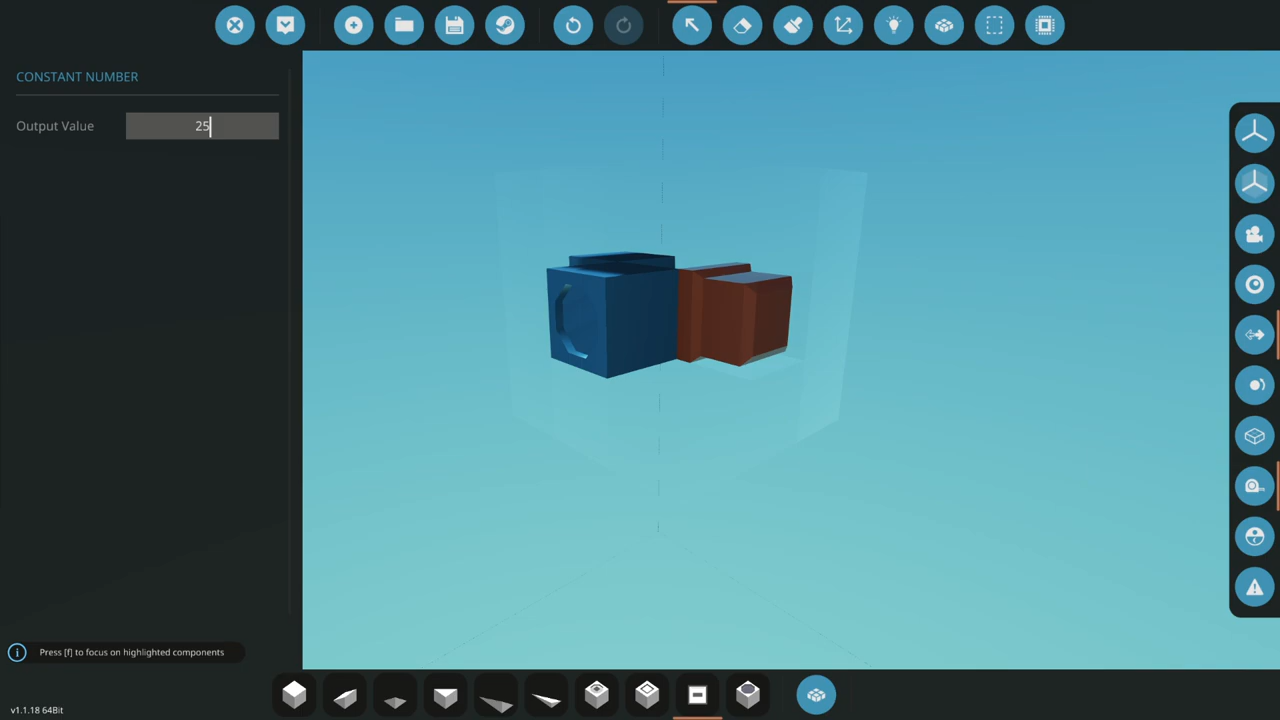 CONSTANT NUMBER
Output Value
25
Press [f] to focus on highlighted components
v1.1.18 64Bit